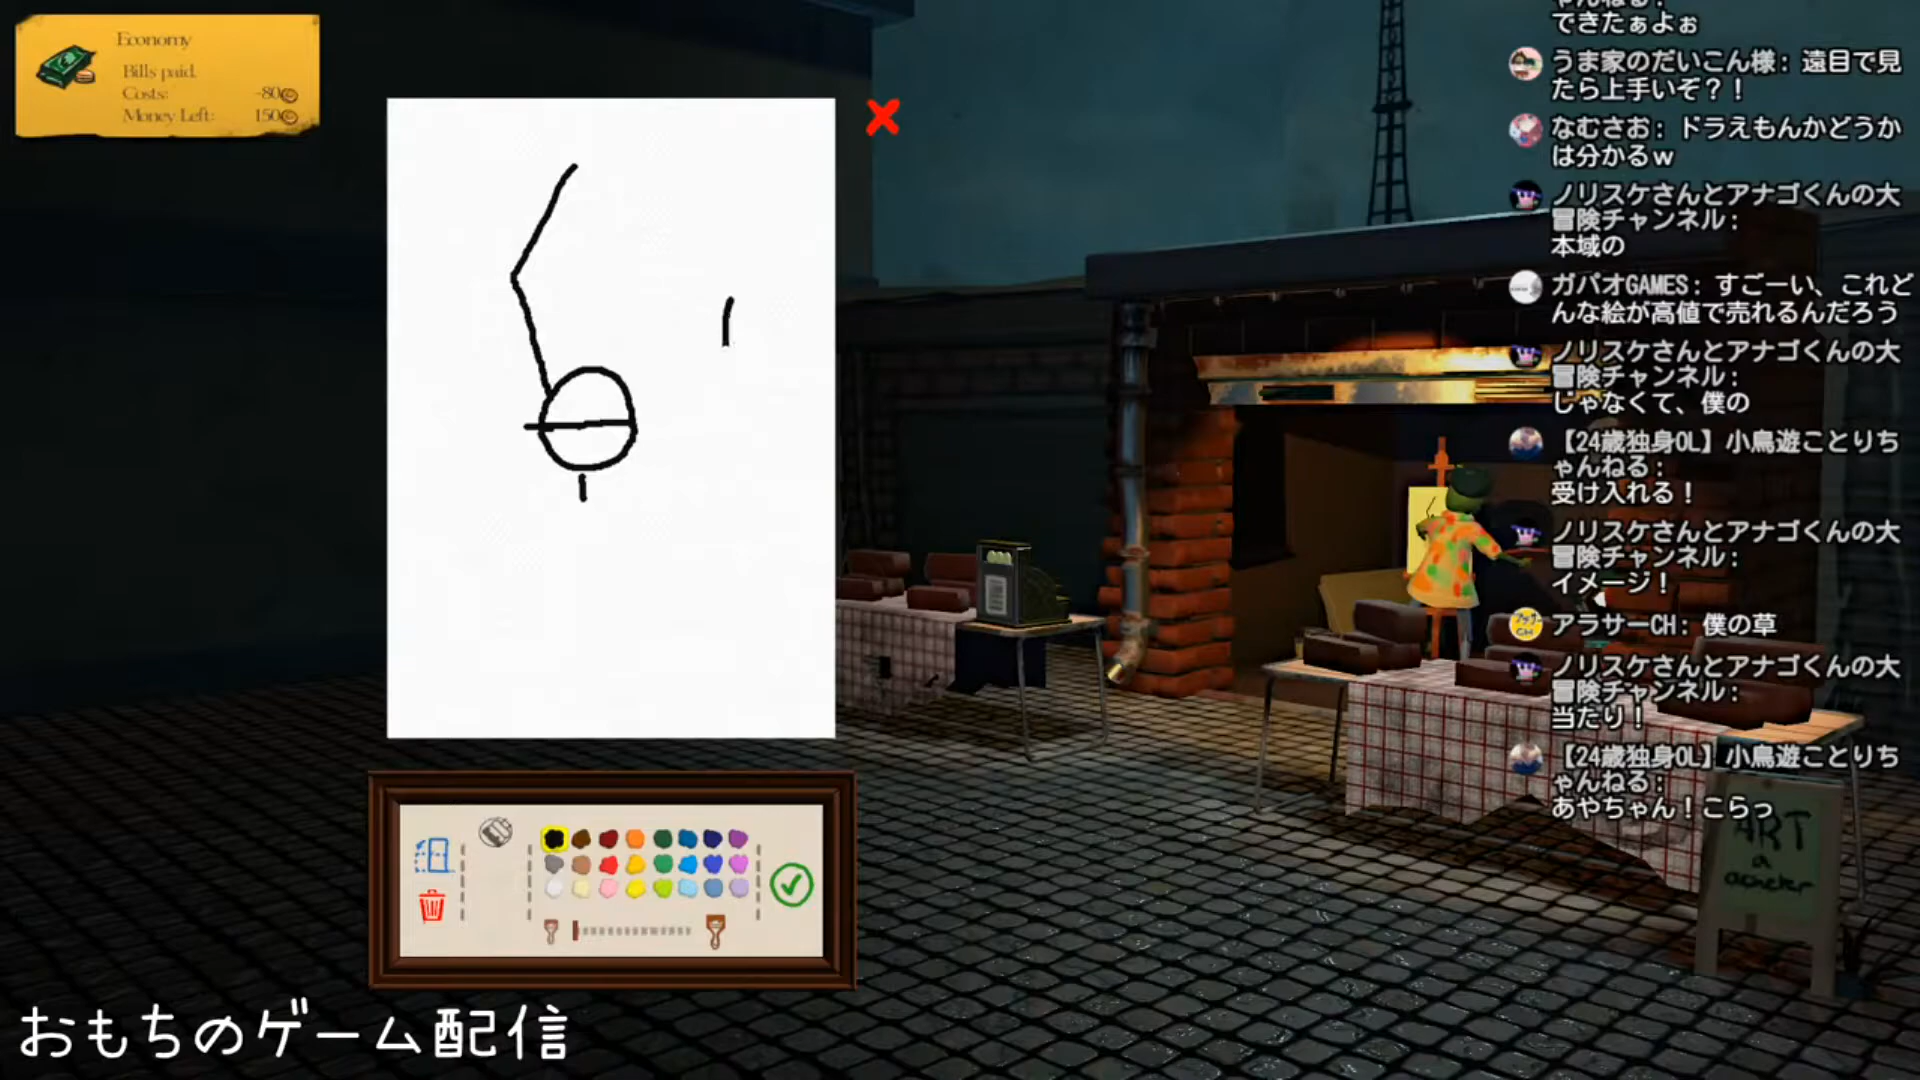 Economy
Bills paid.
Costs: -80
Money Left: 150
できたぁよぉ
うま家のだいこん様: 遠目で見
たら上手いぞ?!
なむさお: ドラえもんかどうか
は分かるw
ノリスケさんとアナゴくんの大
冒険チャンネル:
本域の
ガパオGAMES: すごーい、これど
んな絵が高値で売れるんだろう
ノリスケさんとアナゴくんの大
冒険チャンネル:
じゃなくて、僕の
【24歳独身OL】小鳥遊ことりち
ゃんねる:
受け入れる!
ノリスケさんとアナゴくんの大
冒険チャンネル:
イメージ!
アラサーCH: 僕の草
ノリスケさんとアナゴくんの大
冒険チャンネル:
当たり!
【24歳独身OL】小鳥遊ことりち
ゃんねる:
あやちゃん!こらっ
ART
a
acheter
おもちのゲーム配信